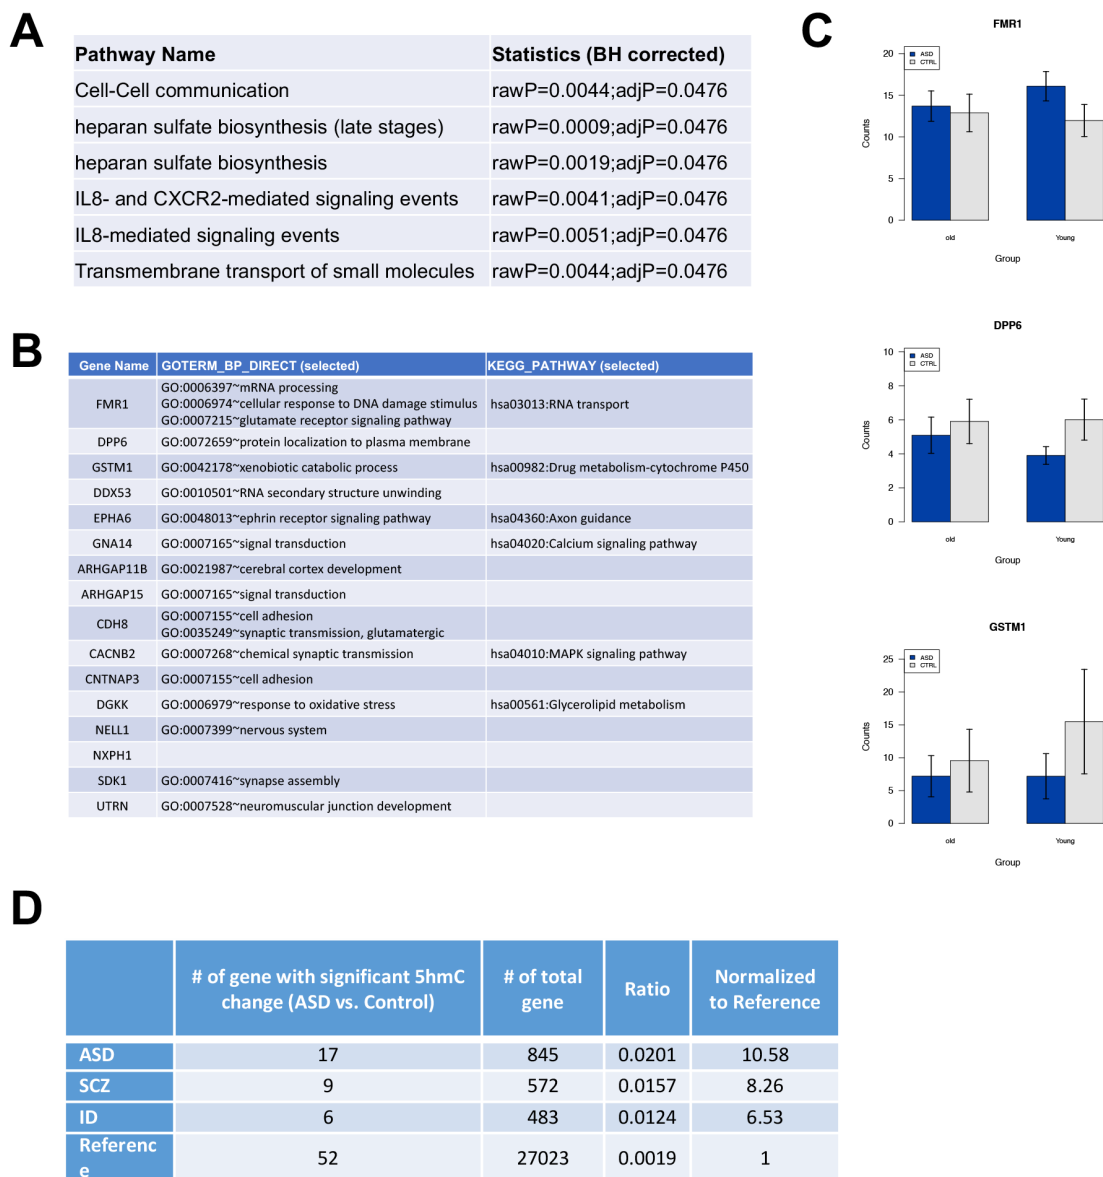 A
Pathway Name Statistics (BH corrected)
Cell-Cell communication rawP=0.0044;adjP=0.0476
heparan sulfate biosynthesis (late stages) rawP=0.0009;adjP=0.0476
heparan sulfate biosynthesis rawP=0.0019;adjP=0.0476
IL8- and CXCR2-mediated signaling events rawP=0.0041;adjP=0.0476
IL8-mediated signaling events rawP=0.0051;adjP=0.0476
Transmembrane transport of small molecules rawP=0.0044;adjP=0.0476
B
Gene Name GOTERM_BP_DIRECT (selected) KEGG_PATHWAY (selected)
GO:0006397~mRNA processing
FMR1 GO:0006974~cellular response to DNA damage stimulus hsa03013:RNA transport
GO:0007215~glutamate receptor signaling pathway
DPP6 GO:0072659~protein localization to plasma membrane
GSTM1 GO:0042178~xenobiotic catabolic process hsa00982:Drug metabolism-cytochrome P450
DDX53 GO:0010501~RNA secondary structure unwinding
EPHA6 GO:0048013~ephrin receptor signaling pathway hsa04360:Axon guidance
GNA14 GO:0007165~signal transduction hsa04020:Calcium signaling pathway
ARHGAP11B GO:0021987~cerebral cortex development
ARHGAP15 GO:0007165~signal transduction
CDH8 GO:0007155~cell adhesion
GO:0035249~synaptic transmission, glutamatergic
CACNB2 GO:0007268~chemical synaptic transmission hsa04010:MAPK signaling pathway
CNTNAP3 GO:0007155~cell adhesion
DGKK GO:0006979~response to oxidative stress hsa00561:Glycerolipid metabolism
NELL1 GO:0007399~nervous system
NXPH1
SDK1 GO:0007416~synapse assembly
UTRN GO:0007528~neuromuscular junction development
C
FMR1
ASD
CTRL
20
15
10
5
0
Counts
old Young
Group
DPP6
ASD
CTRL
10
8
6
4
2
0
Counts
old Young
Group
GSTM1
ASD
CTRL
25
20
15
10
5
0
Counts
old Young
Group
D
# of gene with significant 5hmC change (ASD vs. Control) # of total gene Ratio Normalized to Reference
ASD 17 845 0.0201 10.58
SCZ 9 572 0.0157 8.26
ID 6 483 0.0124 6.53
Reference 52 27023 0.0019 1